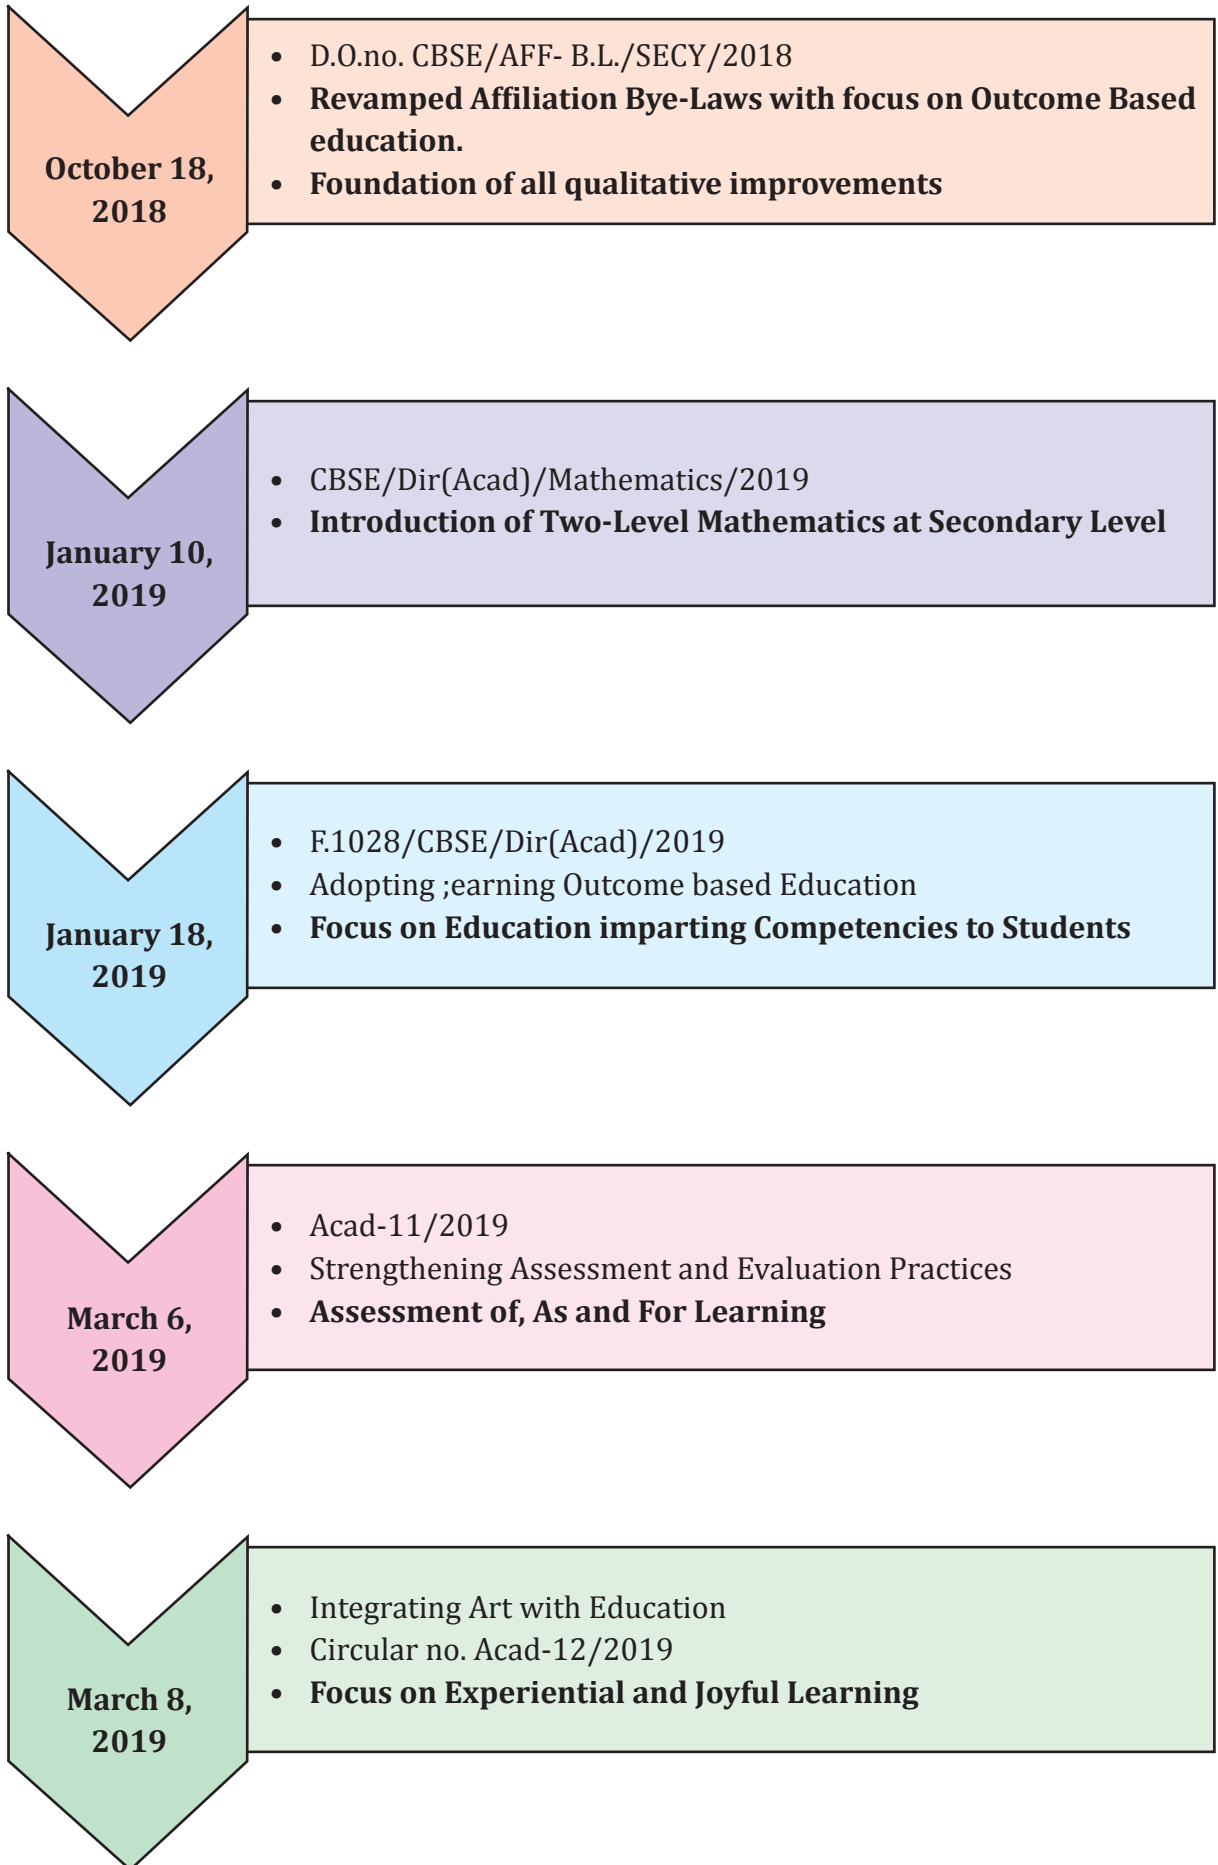 October 18,
2018
• D.O.no. CBSE/AFF- B.L./SECY/2018
• Revamped Affiliation Bye-Laws with focus on Outcome Based
education.
• Foundation of all qualitative improvements
January 10,
2019
• CBSE/Dir(Acad)/Mathematics/2019
• Introduction of Two-Level Mathematics at Secondary Level
January 18,
2019
• F.1028/CBSE/Dir(Acad)/2019
• Adopting ;earning Outcome based Education
• Focus on Education imparting Competencies to Students
March 6,
2019
• Acad-11/2019
• Strengthening Assessment and Evaluation Practices
• Assessment of, As and For Learning
March 8,
2019
• Integrating Art with Education
• Circular no. Acad-12/2019
• Focus on Experiential and Joyful Learning